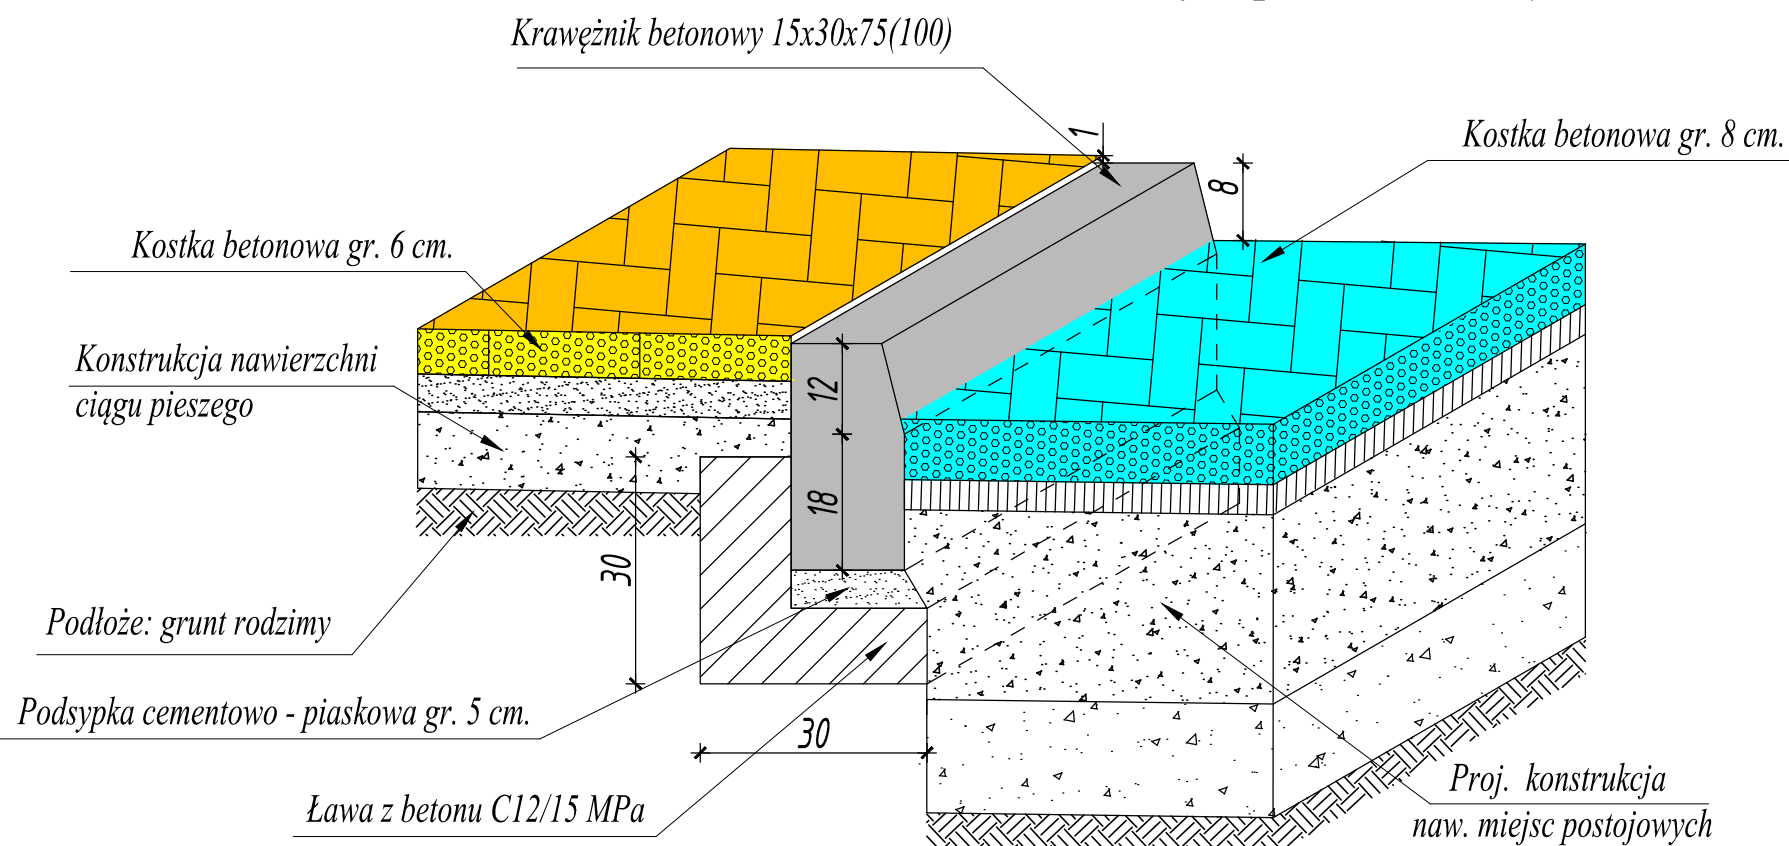 Krawężnik betonowy 15x30x75(100)
1
Kostka betonowa gr. 8 cm.
8
Kostka betonowa gr. 6 cm.
Konstrukcja nawierzchni
ciągu pieszego
12
18
30
Podłoże: grunt rodzimy
Podsypka cementowo - piaskowa gr. 5 cm.
30
Ława z betonu C12/15 MPa
Proj. konstrukcja
naw. miejsc postojowych